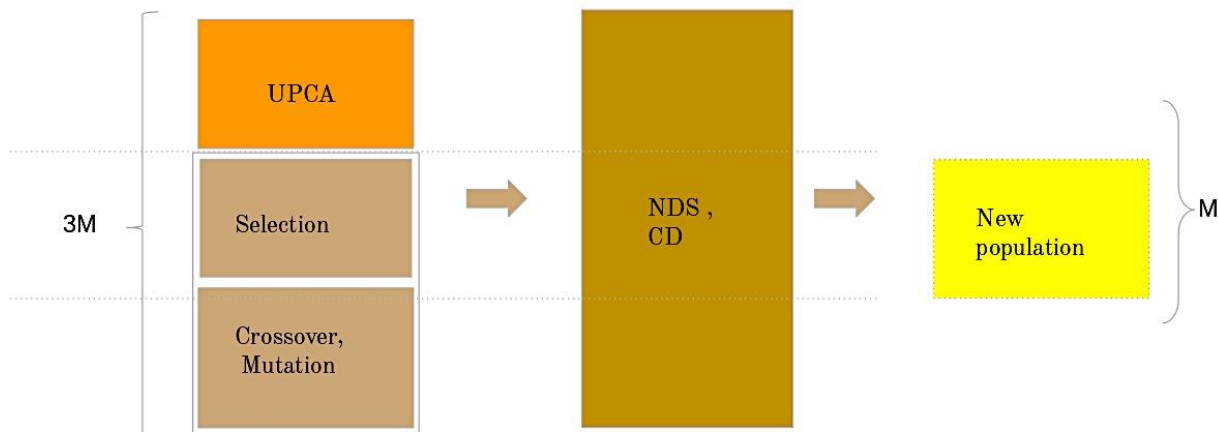 UPCA
3M
Selection
Crossover,
Mutation
NDS ,
CD
New
population
M